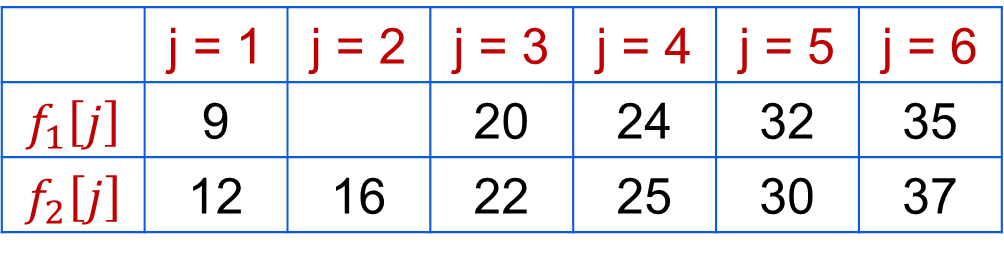 j = 1 j = 2 j = 3 j = 4 j = 5 j = 6
f₁[j] 9 20 24 32 35
f₂[j] 12 16 22 25 30 37